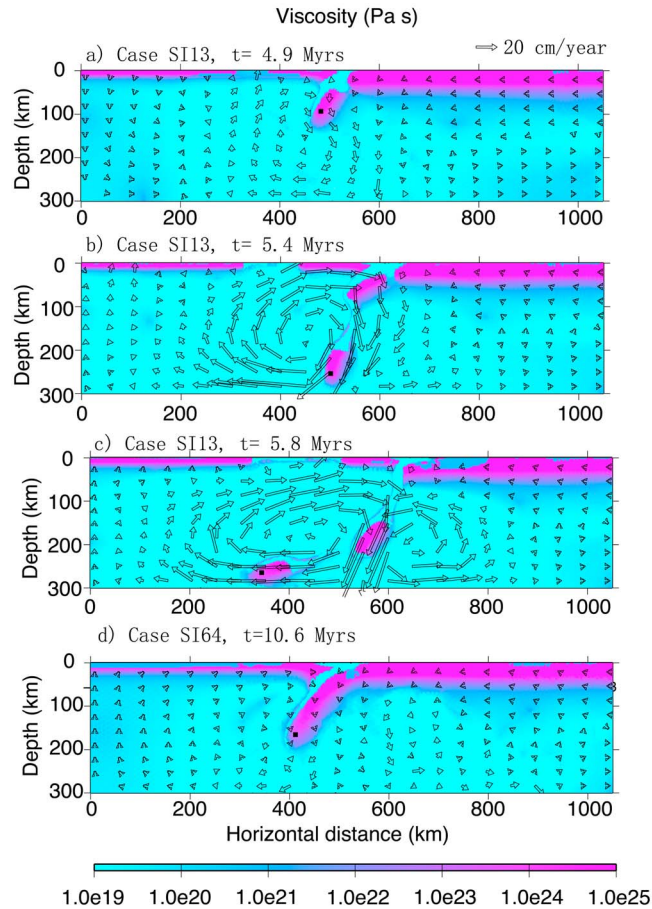 Viscosity (Pa s)
a) Case SI13, t= 4.9 Myrs
20 cm/year
Depth (km)
0
100
200
300
0 200 400 600 800 1000
b) Case SI13, t= 5.4 Myrs
Depth (km)
0
100
200
300
0 200 400 600 800 1000
c) Case SI13, t= 5.8 Myrs
Depth (km)
0
100
200
300
0 200 400 600 800 1000
d) Case SI64, t=10.6 Myrs
Depth (km)
0
100
200
300
0 200 400 600 800 1000
Horizontal distance (km)
1.0e19 1.0e20 1.0e21 1.0e22 1.0e23 1.0e24 1.0e25